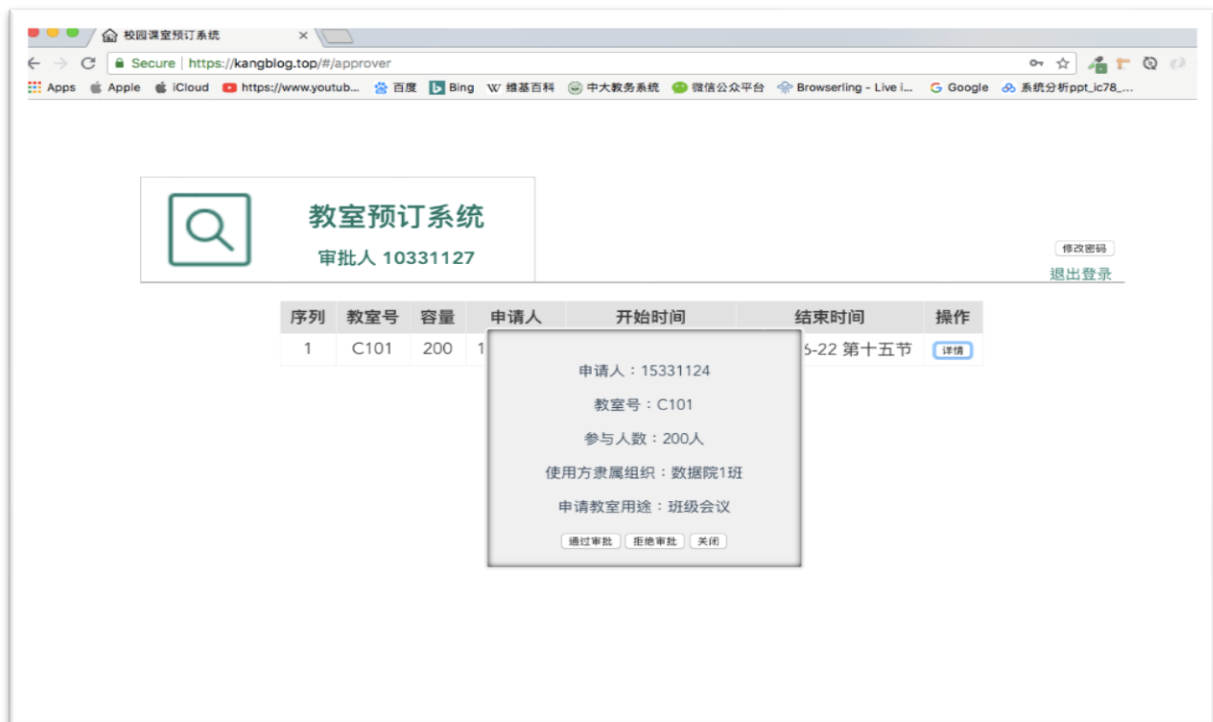 校园课室预订系统
Secure | https://kangblog.top/#/approver
Apps Apple iCloud https://www.youtub... 百度 Bing 维基百科 中大教务系统 微信公众平台 Browserling - Live i... Google 系统分析ppt_ic78_...
教室预订系统
审批人 10331127
修改密码
退出登录
序列 教室号 容量 申请人 开始时间 结束时间 操作
1 C101 200 1 6-22 第十五节 详情
申请人：15331124
教室号：C101
参与人数：200人
使用方隶属组织：数据院1班
申请教室用途：班级会议
通过审批 拒绝审批 关闭